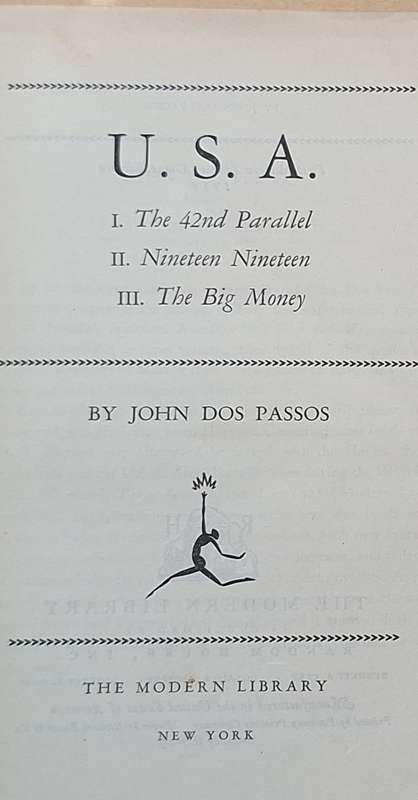 U. S. A.
I. The 42nd Parallel
II. Nineteen Nineteen
III. The Big Money
BY JOHN DOS PASSOS
THE MODERN LIBRARY
NEW YORK